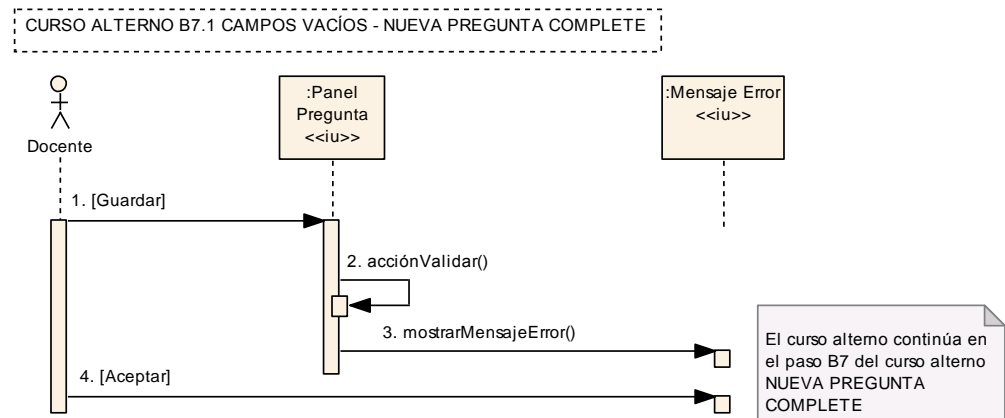 CURSO ALTERNO B7.1 CAMPOS VACÍOS - NUEVA PREGUNTA COMPLETE
Docente
:Panel
Pregunta
<<iu>>
:Mensaje Error
<<iu>>
1. [Guardar]
2. acciónValidar()
3. mostrarMensajeError()
4. [Aceptar]
El curso alterno continúa en
el paso B7 del curso alterno
NUEVA PREGUNTA
COMPLETE